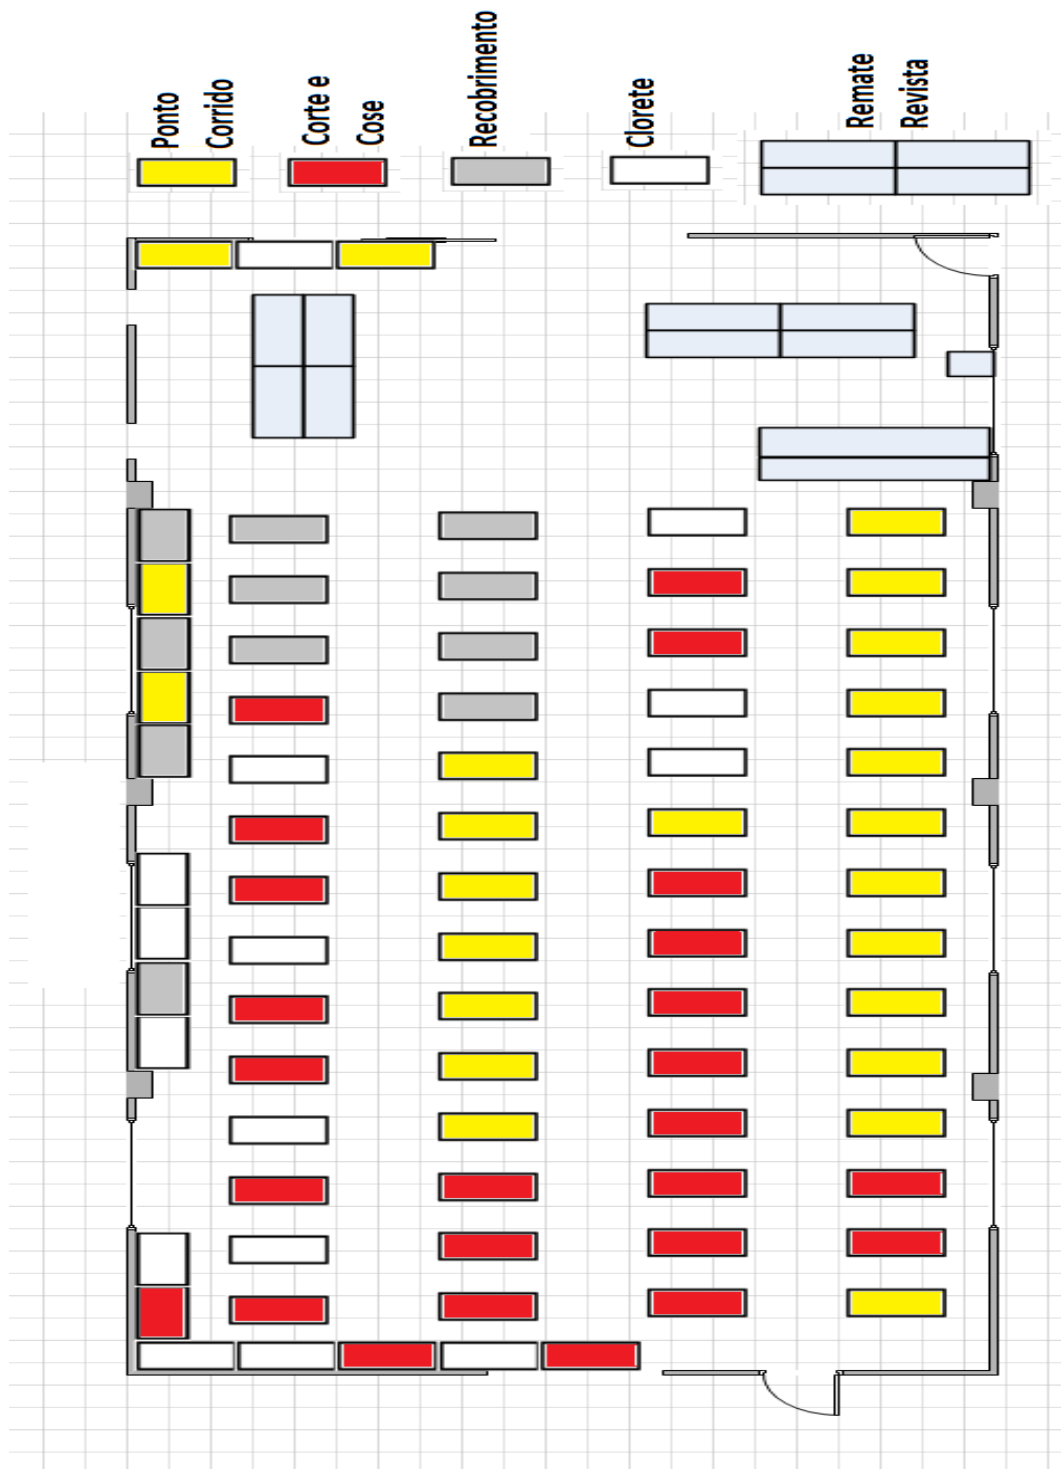 Ponto
Corrido
Corte e
Cose
Recobrimento
Clorete
Remate
Revista